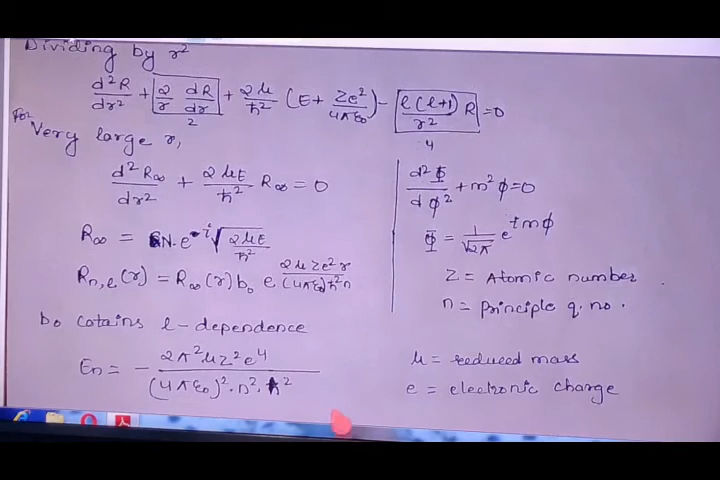 Dividing by r²
d²R/dr² + 2/r dR/dr + 2μ/ħ² (E + Ze²/4πε₀) - l(l+1)/r² R = 0
2
4
For
Very large r,
d²R∞/dr² + 2μE/ħ² R∞ = 0
R∞ = N·e^-i√(2μE/ħ²)
Rn,l(r) = R∞(r) b₀ e^(2μZe²r/(4πε₀)ħ²n)
b₀ cotains l-dependence
En = - 2π²μz²e⁴/(4πε₀)²·n²·h²
d²Φ/dϕ² + m²ϕ = 0
Φ = 1/√2π e^±imϕ
Z = Atomic number
n = principle q. no.
μ = reduced mass
e = electronic charge